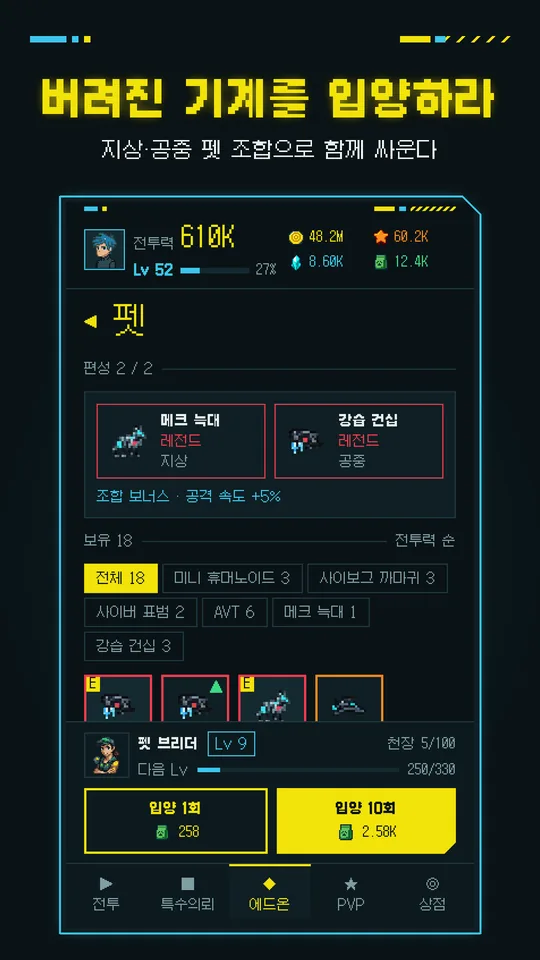 버려진 기계를 입양하라
지상·공중 펫 조합으로 함께 싸운다
전투력 610K
48.2M
60.2K
Lv 52
27%
8.60K
12.4K
펫
편성 2 / 2
메크 늑대
레전드
지상
강습 건십
레전드
공중
조합 보너스 · 공격 속도 +5%
보유 18
전투력 순
전체 18
미니 휴머노이드 3
사이보그 까마귀 3
사이버 표범 2
AVT 6
메크 늑대 1
강습 건십 3
E
E
펫 브리더
Lv 9
천장 5/100
다음 Lv
250/330
입양 1회
258
입양 10회
2.58K
전투
특수의뢰
에드온
PVP
상점